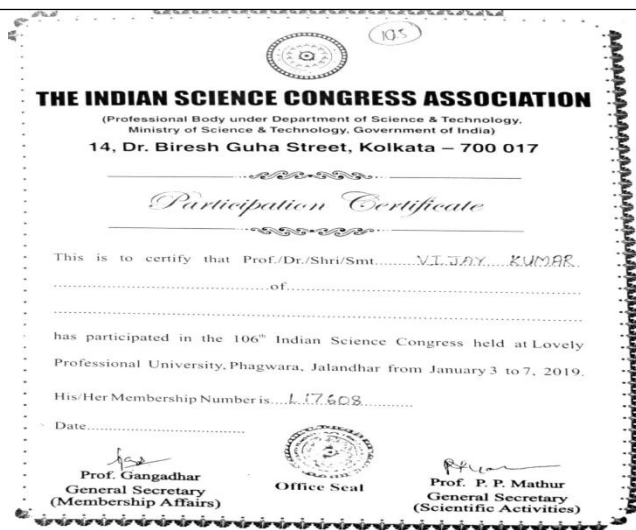 10.5
THE INDIAN SCIENCE CONGRESS ASSOCIATION
(Professional Body under Department of Science & Technology,
Ministry of Science & Technology, Government of India)
14, Dr. Biresh Guha Street, Kolkata – 700 017
Participation Certificate
This is to certify that Prof./Dr./Shri/Smt. VIJAY KUMAR
of
has participated in the 106th Indian Science Congress held at Lovely
Professional University, Phagwara, Jalandhar from January 3 to 7, 2019.
His/Her Membership Number is L17608
Date
Prof. Gangadhar
General Secretary
(Membership Affairs)
Office Seal
Prof. P. P. Mathur
General Secretary
(Scientific Activities)